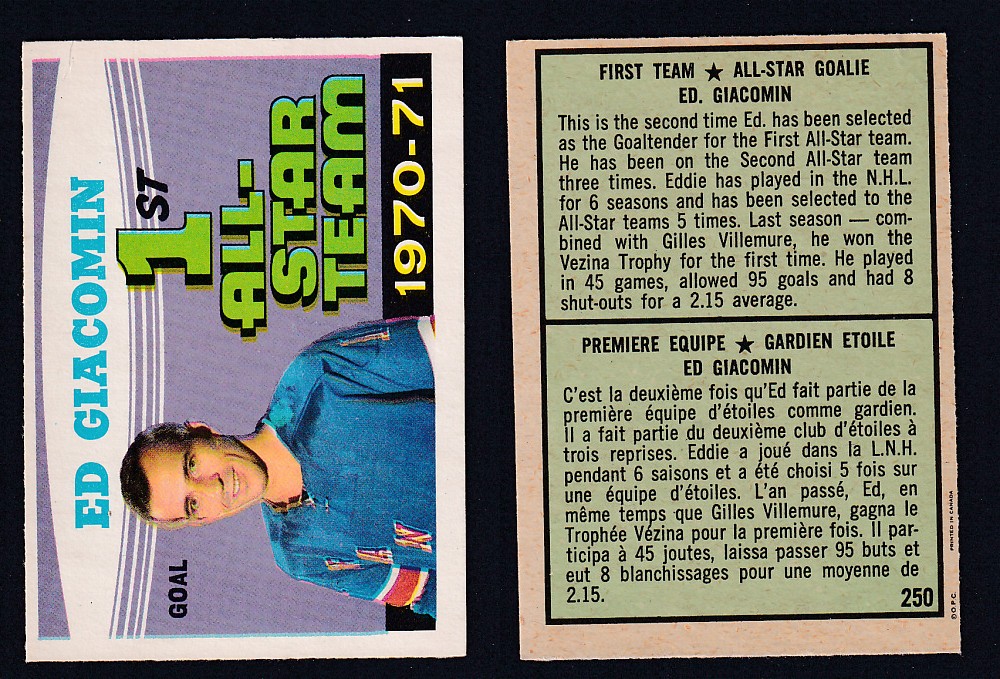 ED GIACOMIN
1ST
ALL-
STAR
TEAM
1970-71
GOAL
FIRST TEAM ★ ALL-STAR GOALIE
ED. GIACOMIN
This is the second time Ed. has been selected
as the Goaltender for the First All-Star team.
He has been on the Second All-Star team
three times. Eddie has played in the N.H.L.
for 6 seasons and has been selected to the
All-Star teams 5 times. Last season — com-
bined with Gilles Villemure, he won the
Vezina Trophy for the first time. He played
in 45 games, allowed 95 goals and had 8
shut-outs for a 2.15 average.
PREMIERE EQUIPE ★ GARDIEN ETOILE
ED GIACOMIN
C'est la deuxième fois qu'Ed fait partie de la
première équipe d'étoiles comme gardien.
Il a fait partie du deuxième club d'étoiles à
trois reprises. Eddie a joué dans la L.N.H.
pendant 6 saisons et a été choisi 5 fois sur
une équipe d'étoiles. L'an passé, Ed, en
même temps que Gilles Villemure, gagna le
Trophée Vézina pour la première fois. Il par-
ticipa à 45 joutes, laissa passer 95 buts et
eut 8 blanchissages pour une moyenne de
2.15.
250
© O.P.C.
PRINTED IN CANADA